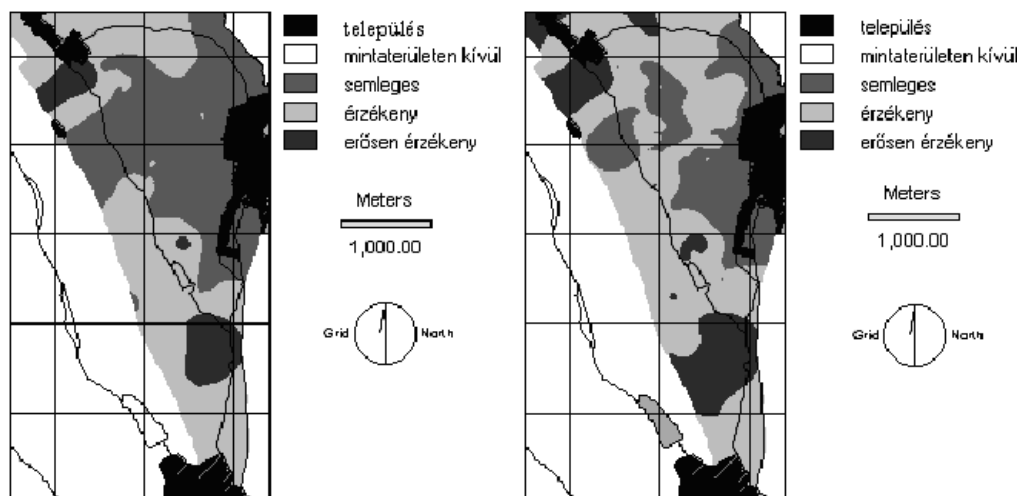 település
mintaterületen kívül
semleges
érzékeny
erősen érzékeny
Meters
1,000.00
Grid North
település
mintaterületen kívül
semleges
érzékeny
erősen érzékeny
Meters
1,000.00
Grid North